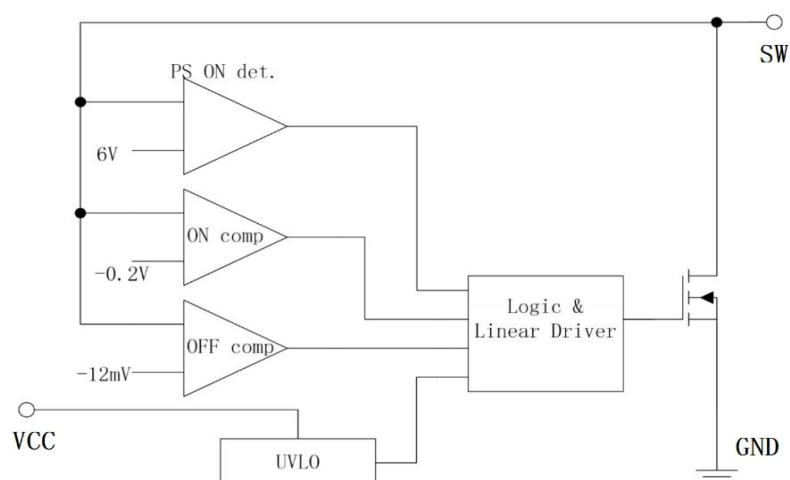 SW
PS ON det.
6V
ON comp
-0.2V
Logic &
Linear Driver
OFF comp
-12mV
VCC
UVLO
GND